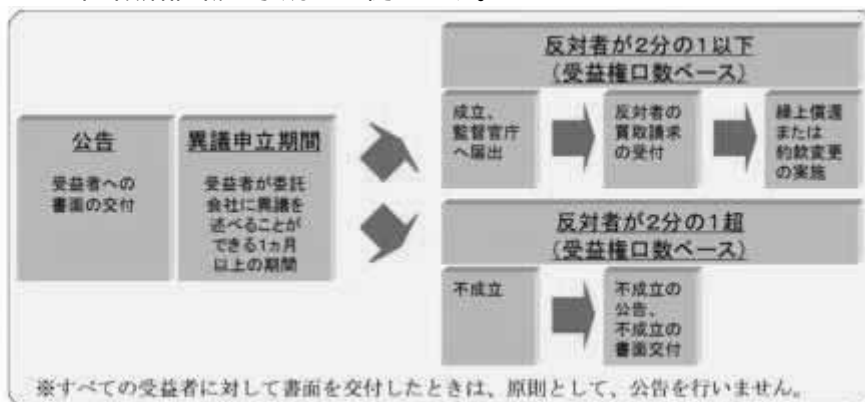 公告
受益者への
書面の交付
異議申立期間
受益者が委託
会社に異議を
述べることが
できる1ヵ月
以上の期間
反対者が2分の1以下
(受益権口数ベース)
成立、
監督官庁
へ届出
反対者の
買取請求
の受付
繰上償還
または
約款変更
の実施
反対者が2分の1超
(受益権口数ベース)
不成立
不成立の
公告、
不成立の
書面交付
※すべての受益者に対して書面を交付したときは、原則として、公告を行いません。